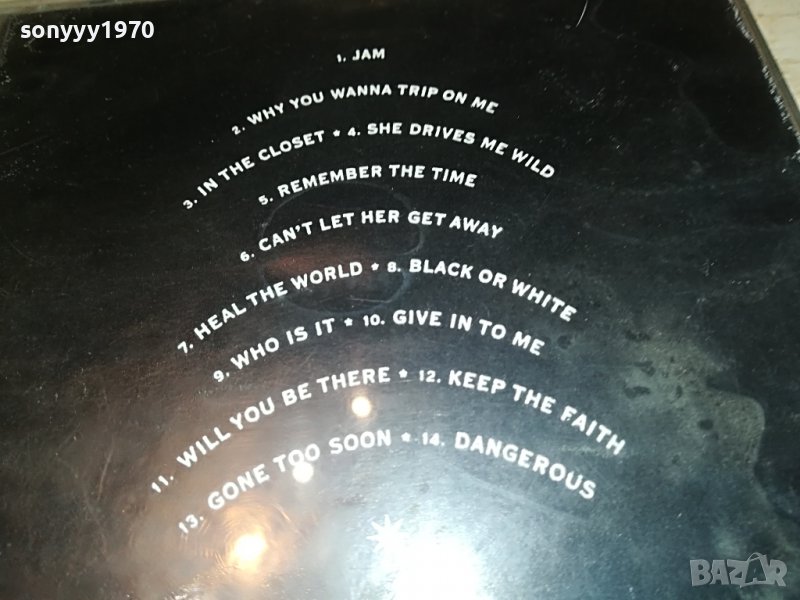 sonyyy1970
1. JAM
2. WHY YOU WANNA TRIP ON ME
3. IN THE CLOSET * 4. SHE DRIVES ME WILD
5. REMEMBER THE TIME
6. CAN'T LET HER GET AWAY
7. HEAL THE WORLD * 8. BLACK OR WHITE
9. WHO IS IT * 10. GIVE IN TO ME
11. WILL YOU BE THERE * 12. KEEP THE FAITH
13. GONE TOO SOON * 14. DANGEROUS
BAZAR